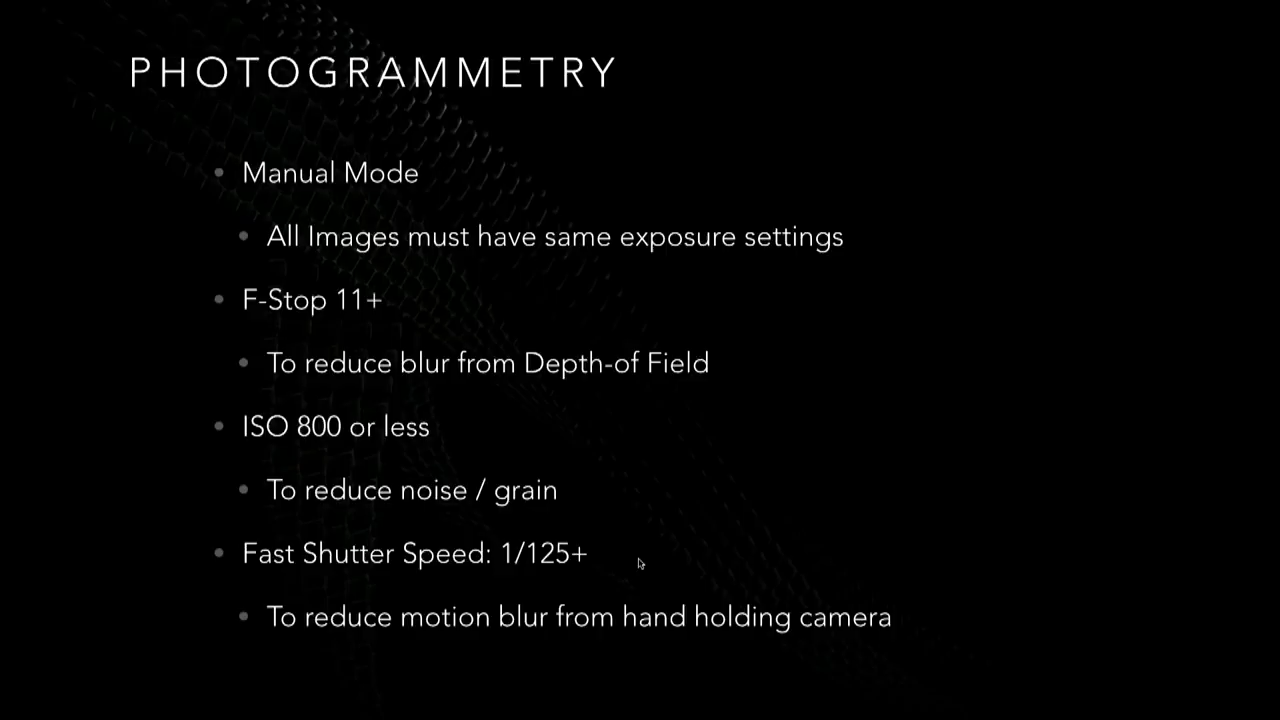 PHOTOGRAMMETRY
• Manual Mode
• All Images must have same exposure settings
• F-Stop 11+
• To reduce blur from Depth-of Field
• ISO 800 or less
• To reduce noise / grain
• Fast Shutter Speed: 1/125+
• To reduce motion blur from hand holding camera